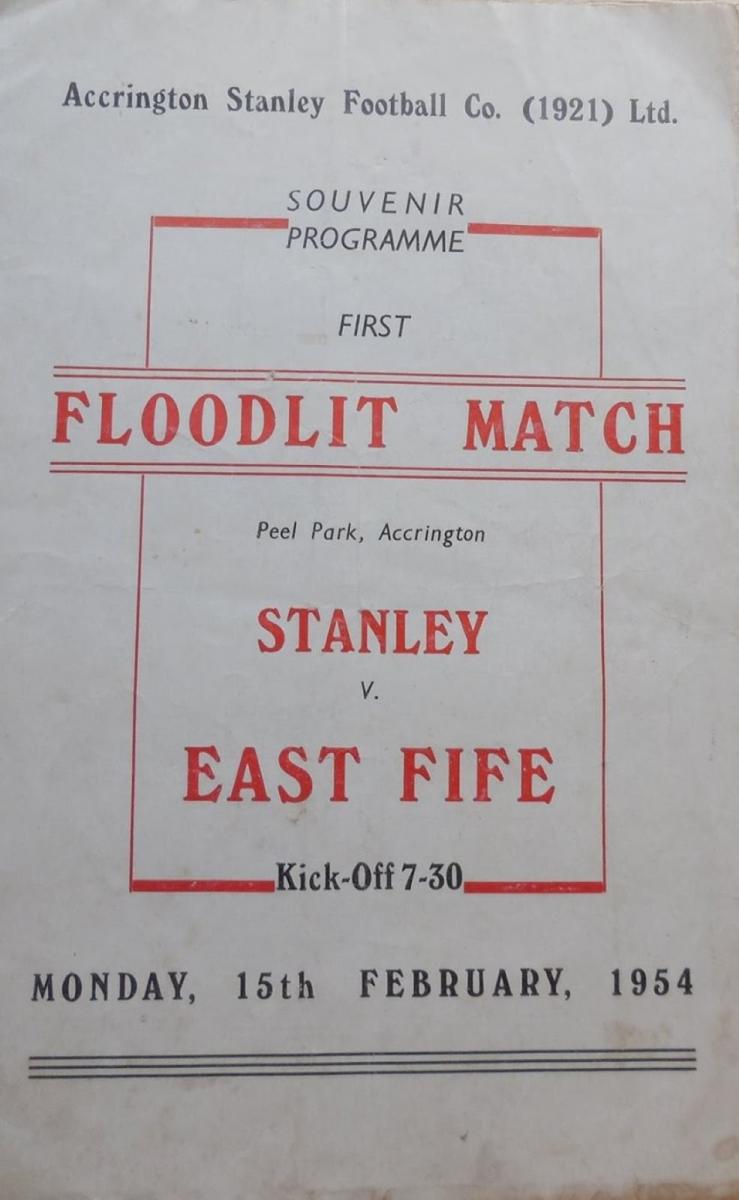 Accrington Stanley Football Co. (1921) Ltd.
SOUVENIR
PROGRAMME
FIRST
FLOODLIT MATCH
Peel Park, Accrington
STANLEY
V.
EAST FIFE
Kick-Off 7-30
MONDAY, 15th FEBRUARY, 1954